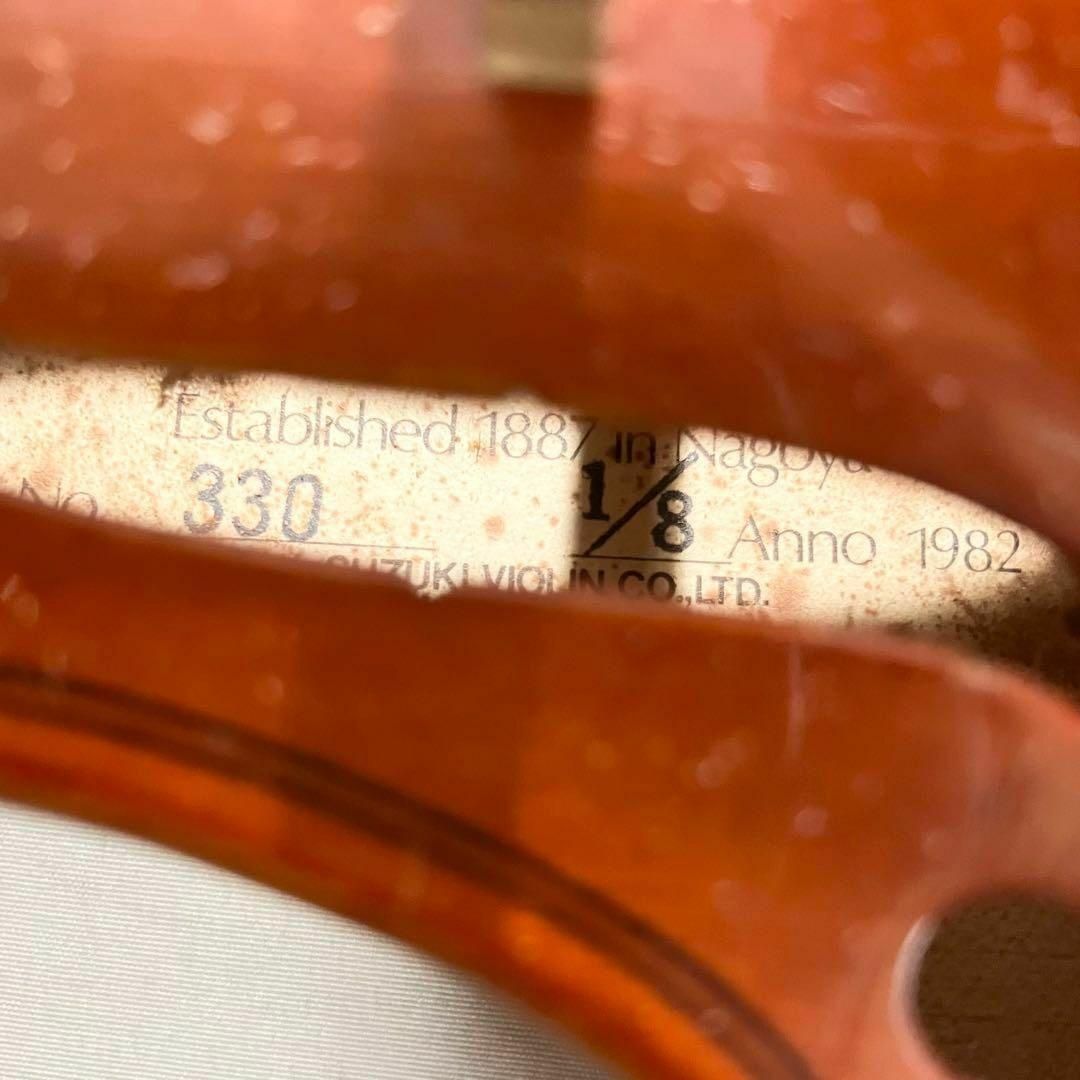 Established 1887 in Nagoya
No. 330 1/8 Anno 1982
SUZUKI VIOLIN CO., LTD.